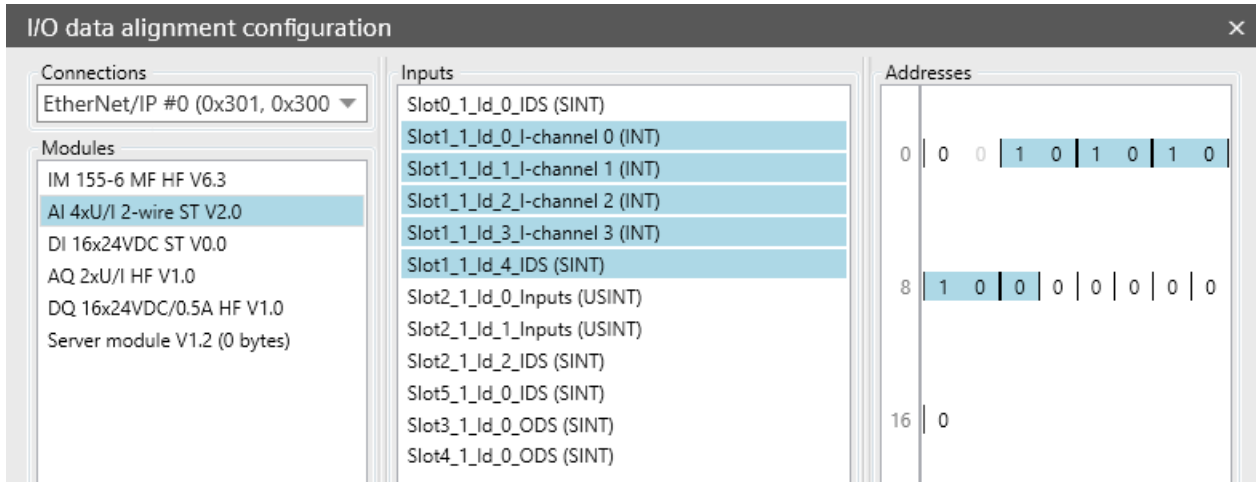 I/O data alignment configuration ×
Connections
EtherNet/IP #0 (0x301, 0x300
Modules
IM 155-6 MF HF V6.3
AI 4xU/I 2-wire ST V2.0
DI 16x24VDC ST V0.0
AQ 2xU/I HF V1.0
DQ 16x24VDC/0.5A HF V1.0
Server module V1.2 (0 bytes)
Inputs
Slot0_1_Id_0_IDS (SINT)
Slot1_1_Id_0_I-channel 0 (INT)
Slot1_1_Id_1_I-channel 1 (INT)
Slot1_1_Id_2_I-channel 2 (INT)
Slot1_1_Id_3_I-channel 3 (INT)
Slot1_1_Id_4_IDS (SINT)
Slot2_1_Id_0_Inputs (USINT)
Slot2_1_Id_1_Inputs (USINT)
Slot2_1_Id_2_IDS (SINT)
Slot5_1_Id_0_IDS (SINT)
Slot3_1_Id_0_ODS (SINT)
Slot4_1_Id_0_ODS (SINT)
Addresses
0 0 0 1 0 1 0 1 0
8 1 0 0 0 0 0 0 0
16 0